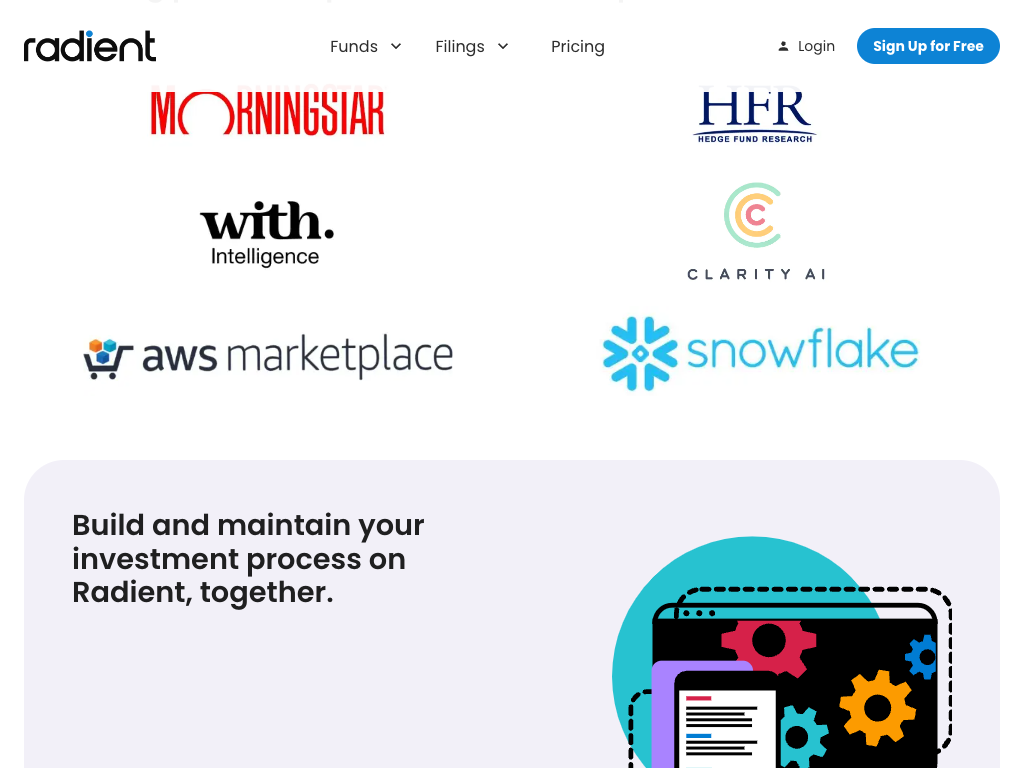 radient
Funds
Filings
Pricing
Login
Sign Up for Free
MORNINGSTAR
HFR
HEDGE FUND RESEARCH
with.
Intelligence
CLARITY AI
aws marketplace
snowflake
Build and maintain your
investment process on
Radient, together.